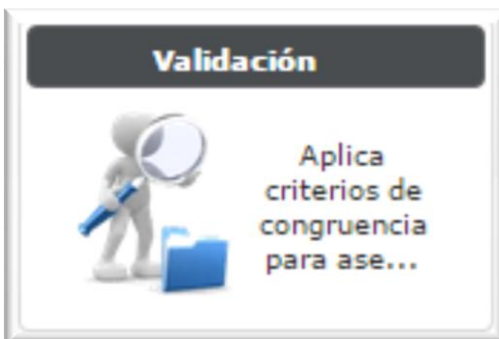 Validación
Aplica
criterios de
congruencia
para ase...